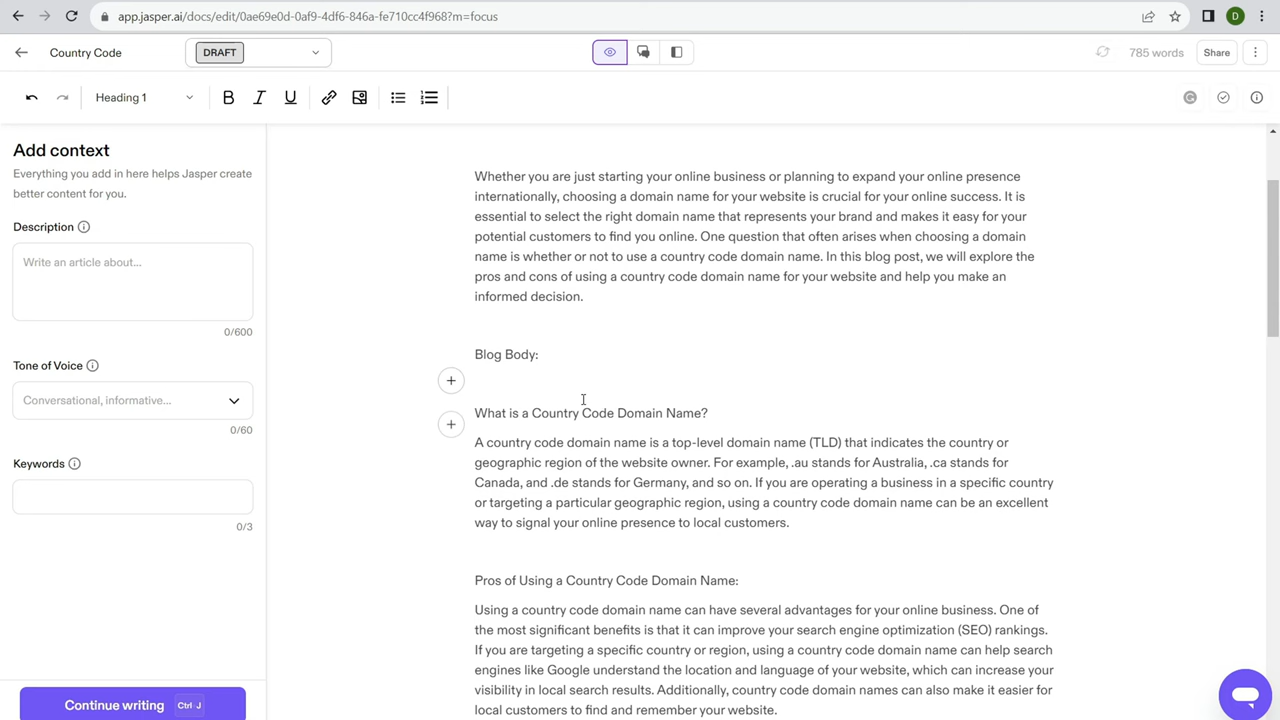 app.jasper.ai/docs/edit/0ae69e0d-0af9-4df6-846a-fe710cc4f968?m=focus
D
Country Code
DRAFT
785 words
Share
Heading 1
B I U
Add context
Everything you add in here helps Jasper create
better content for you.
Description
Write an article about...
0/600
Tone of Voice
Conversational, informative...
0/60
Keywords
0/3
Continue writing Ctrl J
Whether you are just starting your online business or planning to expand your online presence
internationally, choosing a domain name for your website is crucial for your online success. It is
essential to select the right domain name that represents your brand and makes it easy for your
potential customers to find you online. One question that often arises when choosing a domain
name is whether or not to use a country code domain name. In this blog post, we will explore the
pros and cons of using a country code domain name for your website and help you make an
informed decision.
Blog Body:
What is a Country Code Domain Name?
A country code domain name is a top-level domain name (TLD) that indicates the country or
geographic region of the website owner. For example, .au stands for Australia, .ca stands for
Canada, and .de stands for Germany, and so on. If you are operating a business in a specific country
or targeting a particular geographic region, using a country code domain name can be an excellent
way to signal your online presence to local customers.
Pros of Using a Country Code Domain Name:
Using a country code domain name can have several advantages for your online business. One of
the most significant benefits is that it can improve your search engine optimization (SEO) rankings.
If you are targeting a specific country or region, using a country code domain name can help search
engines like Google understand the location and language of your website, which can increase your
visibility in local search results. Additionally, country code domain names can also make it easier for
local customers to find and remember your website.